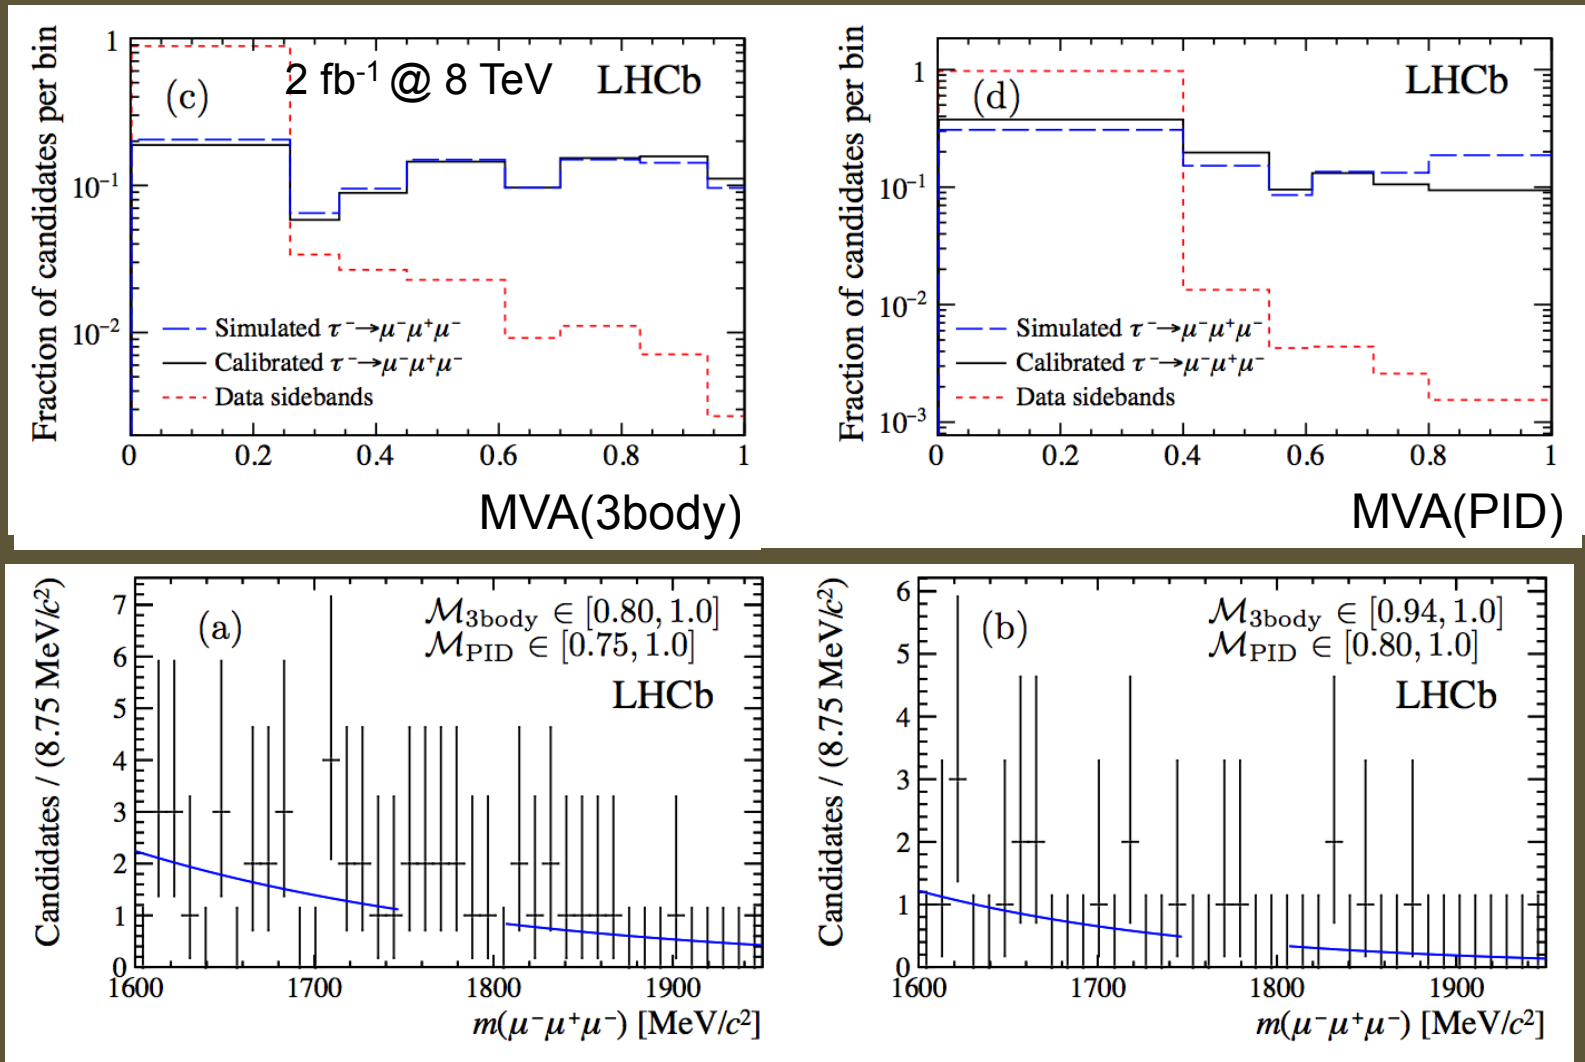 Fraction of candidates per bin
1
10⁻¹
10⁻²
(c)
2 fb⁻¹ @ 8 TeV
LHCb
Simulated τ⁻→μ⁻μ⁺μ⁻
Calibrated τ⁻→μ⁻μ⁺μ⁻
Data sidebands
0 0.2 0.4 0.6 0.8 1
MVA(3body)
Fraction of candidates per bin
1
10⁻¹
10⁻²
10⁻³
(d)
LHCb
Simulated τ⁻→μ⁻μ⁺μ⁻
Calibrated τ⁻→μ⁻μ⁺μ⁻
Data sidebands
0 0.2 0.4 0.6 0.8 1
MVA(PID)
Candidates / (8.75 MeV/c²)
7
6
5
4
3
2
1
0
(a)
ℳ3body ∈ [0.80, 1.0]
ℳPID ∈ [0.75, 1.0]
LHCb
1600 1700 1800 1900
m(μ⁻μ⁺μ⁻) [MeV/c²]
Candidates / (8.75 MeV/c²)
6
5
4
3
2
1
0
(b)
ℳ3body ∈ [0.94, 1.0]
ℳPID ∈ [0.80, 1.0]
LHCb
1600 1700 1800 1900
m(μ⁻μ⁺μ⁻) [MeV/c²]